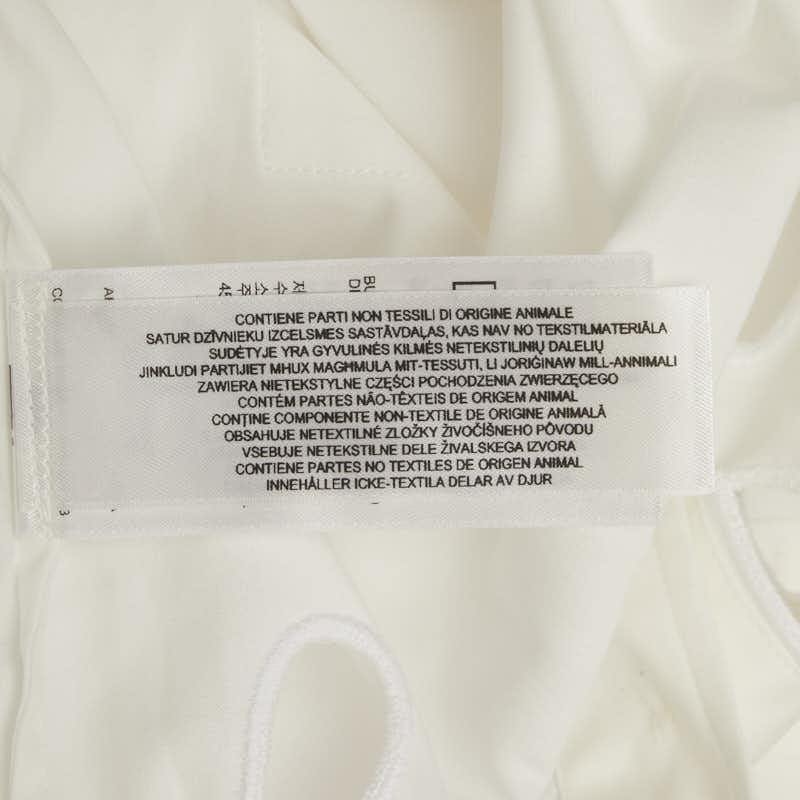 CONTIENE PARTI NON TESSILI DI ORIGINE ANIMALE
SATUR DZĪVNIEKU IZCELSMES SASTĀVDAĻAS, KAS NAV NO TEKSTILMATERIĀLA
SUDĖTYJE YRA GYVULINĖS KILMĖS NETEKSTILINIŲ DALELIŲ
JINKLUDI PARTIJIET MHUX MAGĦMULA MIT-TESSUTI, LI JORIĠINAW MILL-ANNIMALI
ZAWIERA NIETEKSTYLNE CZĘŚCI POCHODZENIA ZWIERZĘCEGO
CONTÉM PARTES NÃO-TÊXTEIS DE ORIGEM ANIMAL
CONȚINE COMPONENTE NON-TEXTILE DE ORIGINE ANIMALĂ
OBSAHUJE NETEXTILNÉ ZLOŽKY ŽIVOČÍŠNEHO PÔVODU
VSEBUJE NETEKSTILNE DELE ŽIVALSKEGA IZVORA
CONTIENE PARTES NO TEXTILES DE ORIGEN ANIMAL
INNEHÅLLER ICKE-TEXTILA DELAR AV DJUR